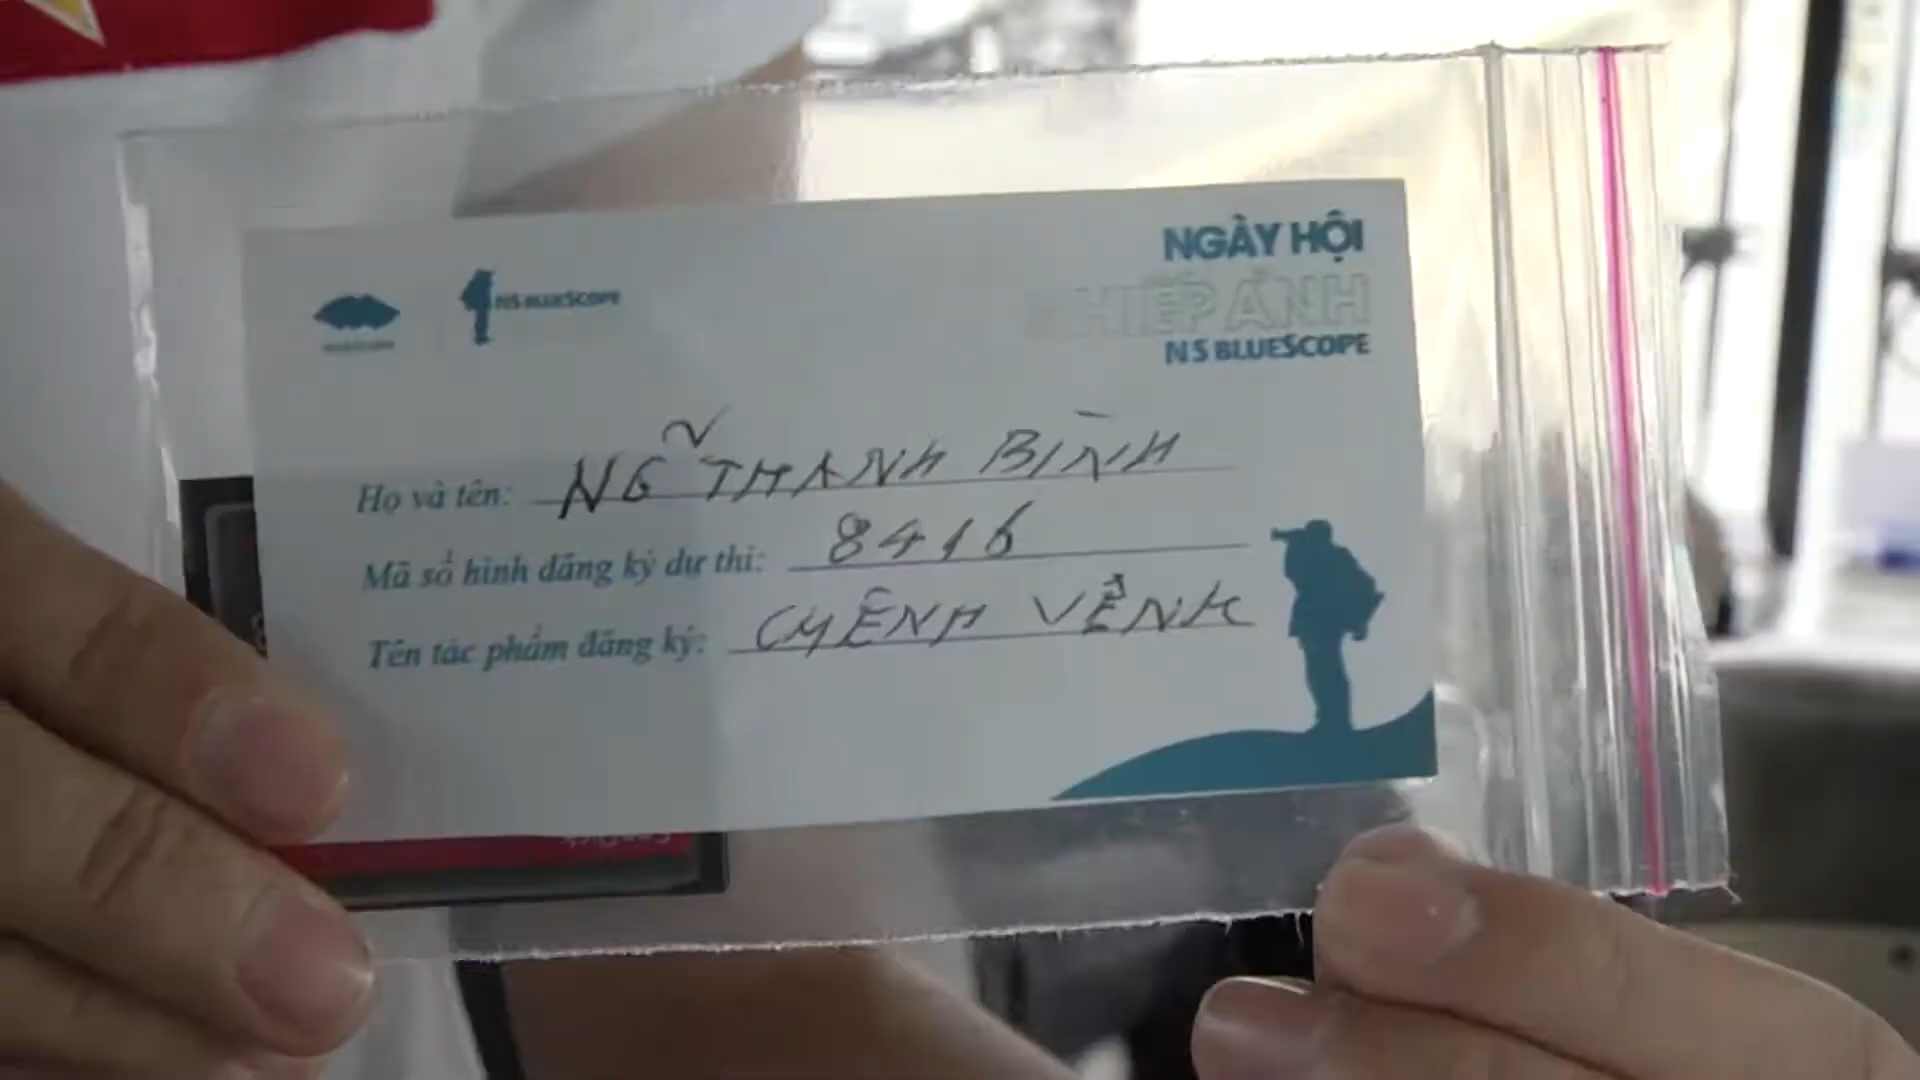 NGÀY HỘI
NHIẾP ẢNH
NS BLUESCOPE
NS BLUESCOPE
Họ và tên: NG̃ THANH BÌNH
Mã số hình đăng ký dự thi: 8416
Tên tác phẩm đăng ký: CHÊNH VÊNH